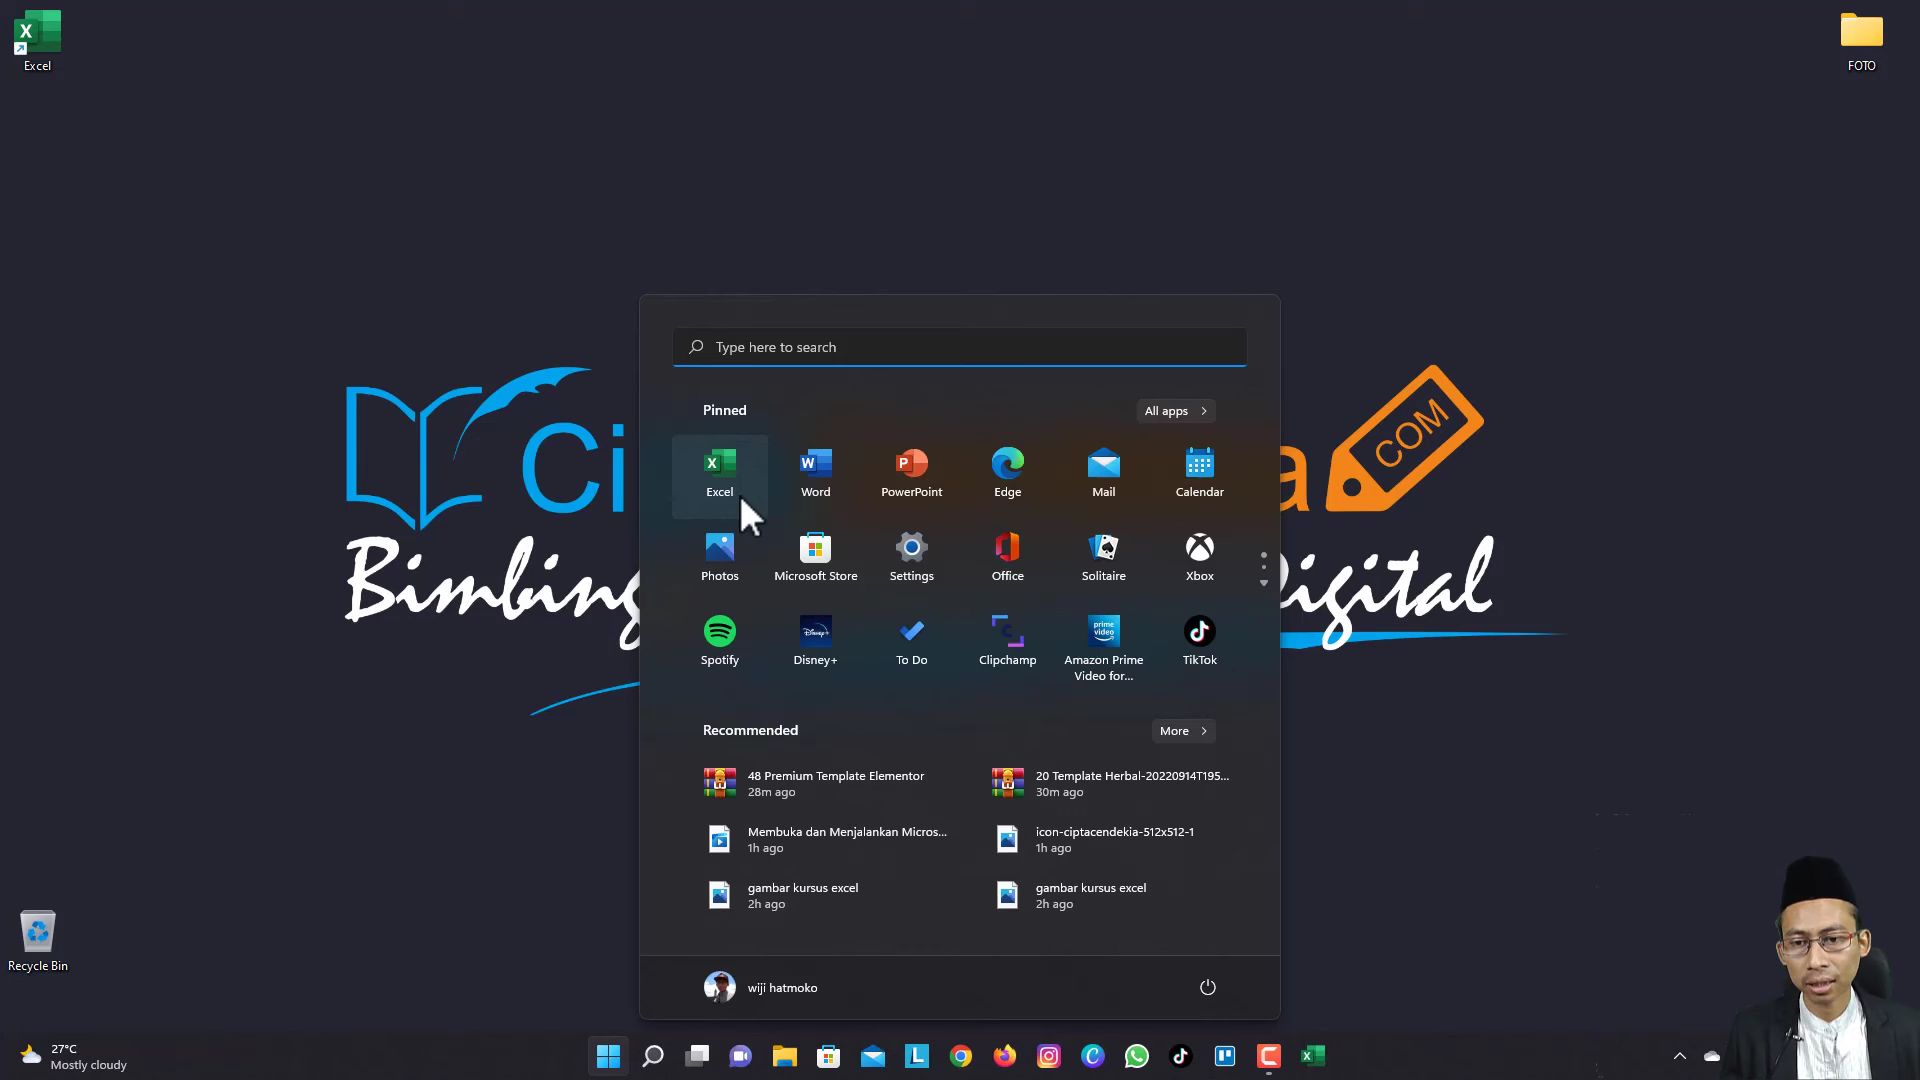 Excel
FOTO
Type here to search
Pinned
All apps
Excel
Word
PowerPoint
Edge
Mail
Calendar
Photos
Microsoft Store
Settings
Office
Solitaire
Xbox
Spotify
Disney+
To Do
Clipchamp
Amazon Prime
Video for...
TikTok
Recommended
More
48 Premium Template Elementor
28m ago
20 Template Herbal-20220914T195...
30m ago
Membuka dan Menjalankan Micros...
1h ago
icon-ciptacendekia-512x512-1
1h ago
gambar kursus excel
2h ago
gambar kursus excel
2h ago
wiji hatmoko
Ci
a
COM
Bimbing
Digital
Recycle Bin
27°C
Mostly cloudy